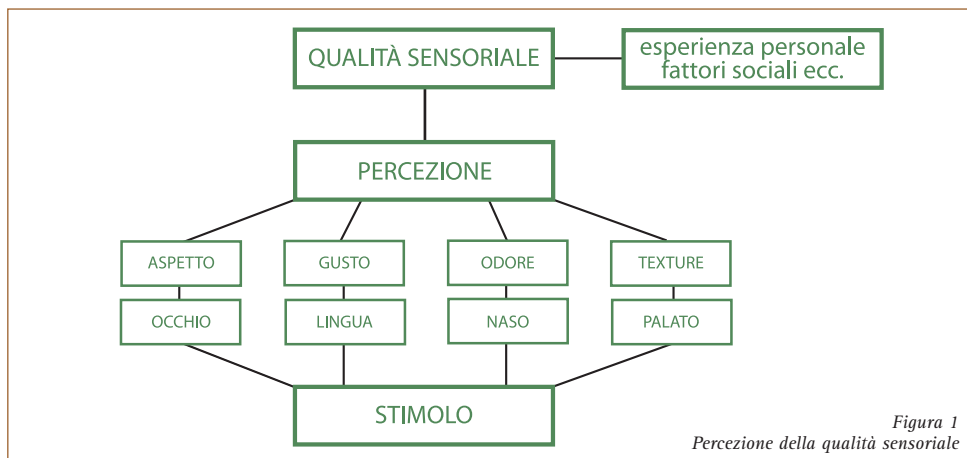 QUALITÀ SENSORIALE
esperienza personale
fattori sociali ecc.
PERCEZIONE
ASPETTO
GUSTO
ODORE
TEXTURE
OCCHIO
LINGUA
NASO
PALATO
STIMOLO
Figura 1
Percezione della qualità sensoriale